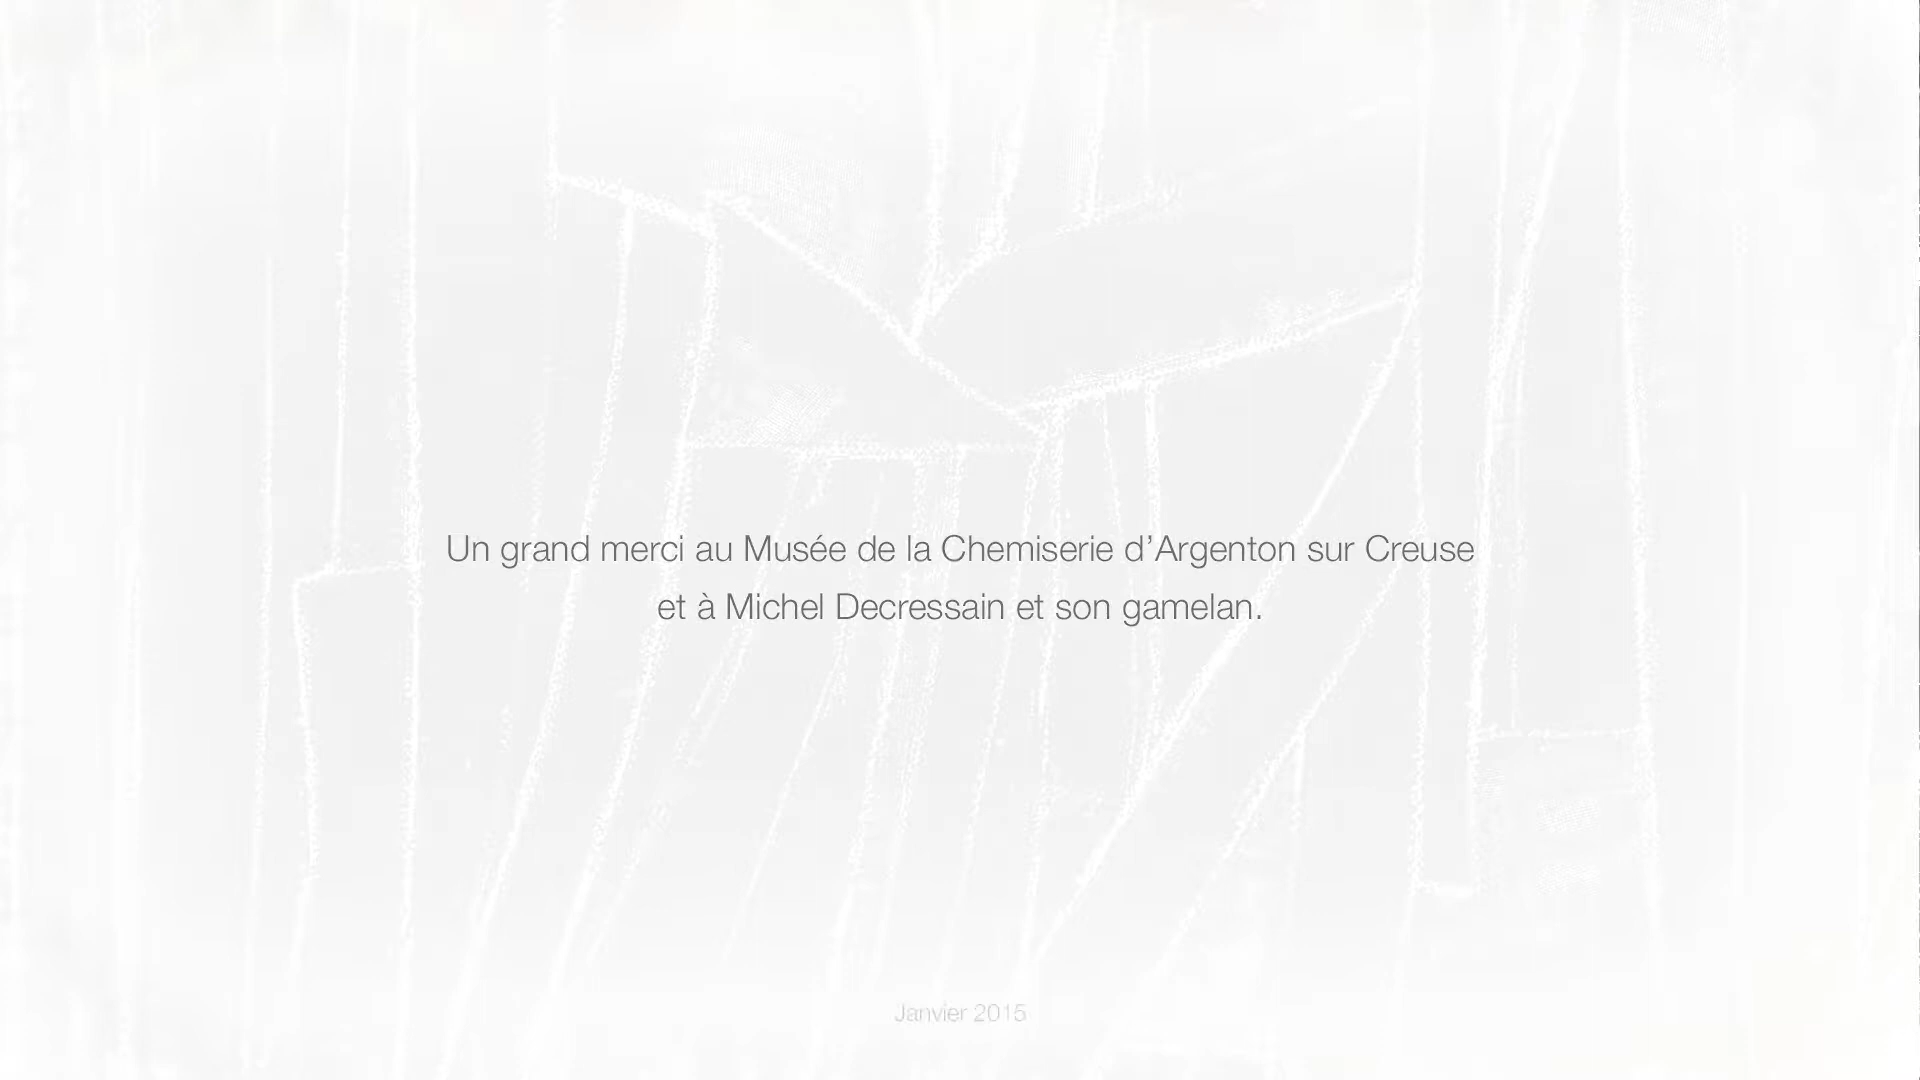 Un grand merci au Musée de la Chemiserie d’Argenton sur Creuse
et à Michel Decressain et son gamelan.
Janvier 2015